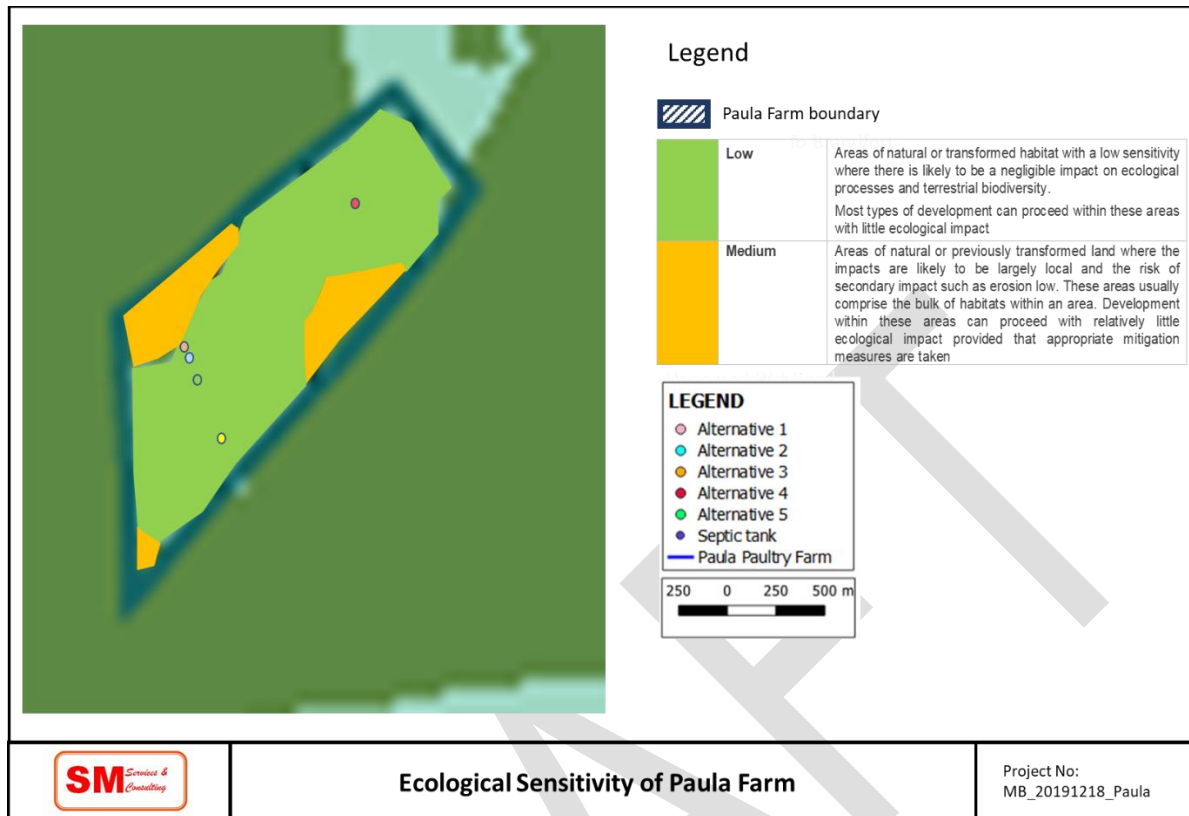 Legend
Paula Farm boundary
Low
Areas of natural or transformed habitat with a low sensitivity
where there is likely to be a negligible impact on ecological
processes and terrestrial biodiversity.
Most types of development can proceed within these areas
with little ecological impact
Medium
Areas of natural or previously transformed land where the
impacts are likely to be largely local and the risk of
secondary impact such as erosion low. These areas usually
comprise the bulk of habitats within an area. Development
within these areas can proceed with relatively little
ecological impact provided that appropriate mitigation
measures are taken
LEGEND
Alternative 1
Alternative 2
Alternative 3
Alternative 4
Alternative 5
Septic tank
Paula Paultry Farm
250 0 250 500 m
SM Services &
Consulting
Ecological Sensitivity of Paula Farm
Project No:
MB_20191218_Paula